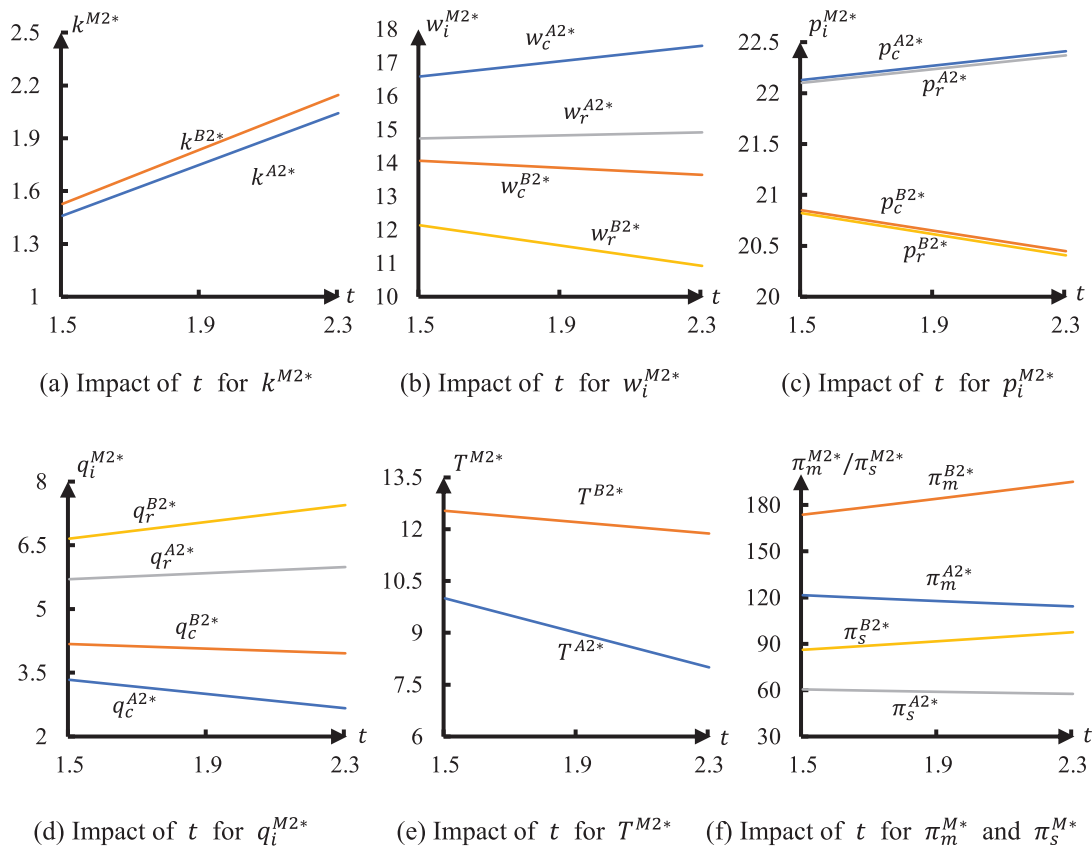 k^{M2*}
2.5
2.2
1.9
1.6
1.3
1
k^{B2*}
k^{A2*}
t
1.5 1.9 2.3
(a) Impact of t for k^{M2*}
w_i^{M2*}
18
17
16
15
14
13
12
11
10
w_c^{A2*}
w_r^{A2*}
w_c^{B2*}
w_r^{B2*}
t
1.5 1.9 2.3
(b) Impact of t for w_i^{M2*}
p_i^{M2*}
22.5
22
21.5
21
20.5
20
p_c^{A2*}
p_r^{A2*}
p_c^{B2*}
p_r^{B2*}
t
1.5 1.9 2.3
(c) Impact of t for p_i^{M2*}
q_i^{M2*}
8
6.5
5
3.5
2
q_r^{B2*}
q_r^{A2*}
q_c^{B2*}
q_c^{A2*}
t
1.5 1.9 2.3
(d) Impact of t for q_i^{M2*}
T^{M2*}
13.5
12
10.5
9
7.5
6
T^{B2*}
T^{A2*}
t
1.5 1.9 2.3
(e) Impact of t for T^{M2*}
π_m^{M2*}/π_s^{M2*}
180
150
120
90
60
30
π_m^{B2*}
π_m^{A2*}
π_s^{B2*}
π_s^{A2*}
t
1.5 1.9 2.3
(f) Impact of t for π_m^{M*} and π_s^{M*}